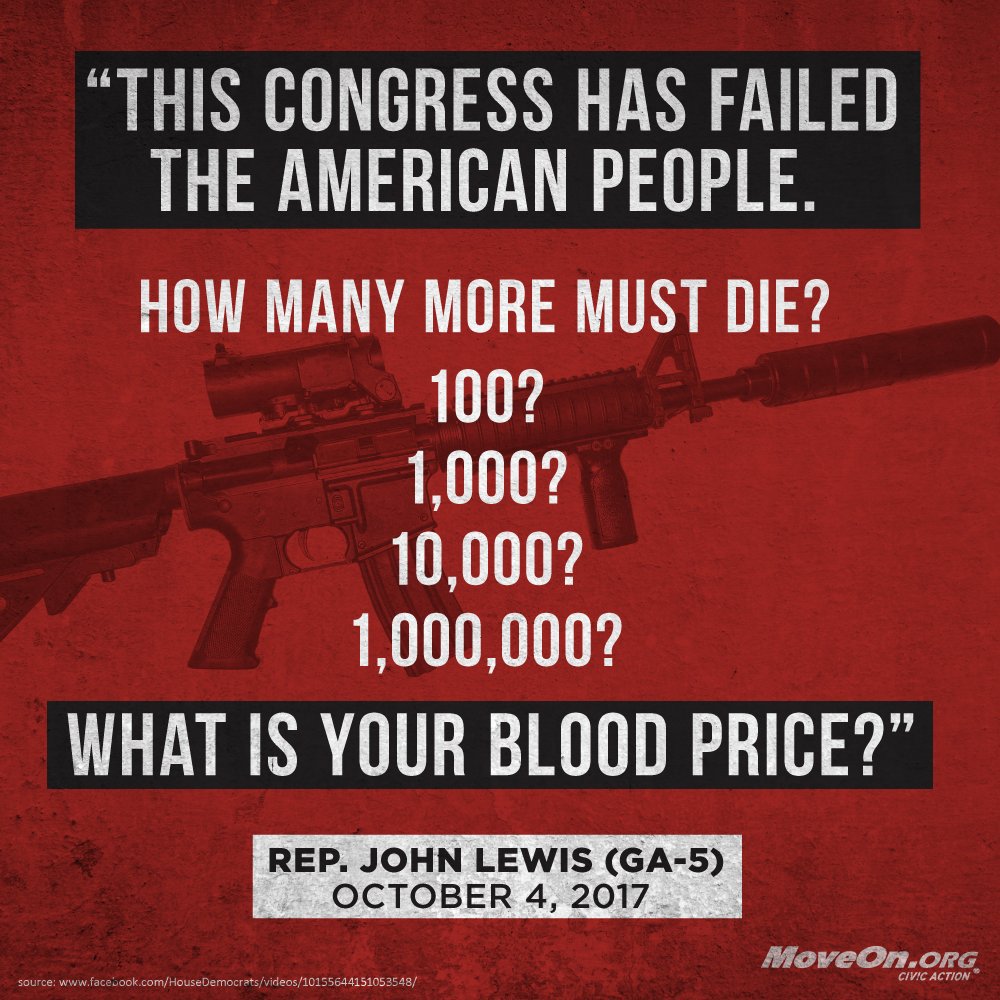 “THIS CONGRESS HAS FAILED
THE AMERICAN PEOPLE.
HOW MANY MORE MUST DIE?
100?
1,000?
10,000?
1,000,000?
WHAT IS YOUR BLOOD PRICE?”
REP. JOHN LEWIS (GA-5)
OCTOBER 4, 2017
MoveOn.ORG
CIVIC ACTION®
source: www.facebook.com/HouseDemocrats/videos/10155644151053548/